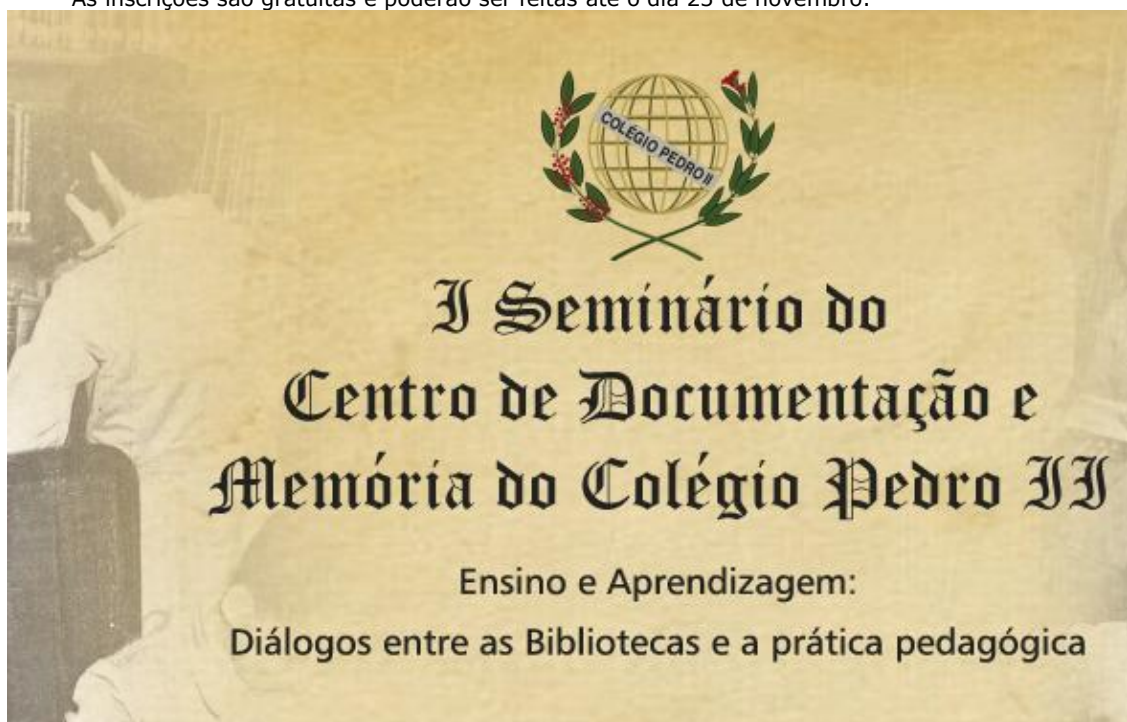 As inscrições são gratuitas e poderão ser feitas até o dia 25 de novembro.
COLÉGIO PEDRO II
I Seminário do
Centro de Documentação e
Memória do Colégio Pedro II
Ensino e Aprendizagem:
Diálogos entre as Bibliotecas e a prática pedagógica